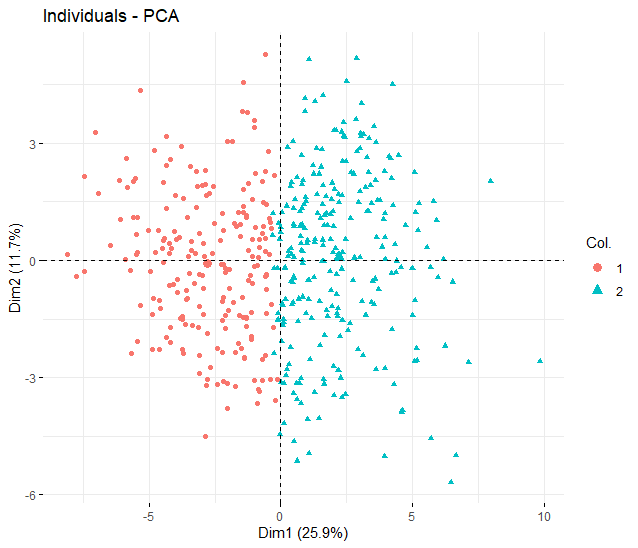 Individuals - PCA
Dim2 (11.7%)
3
0
-3
-6
-5
0
5
10
Dim1 (25.9%)
Col.
1
2